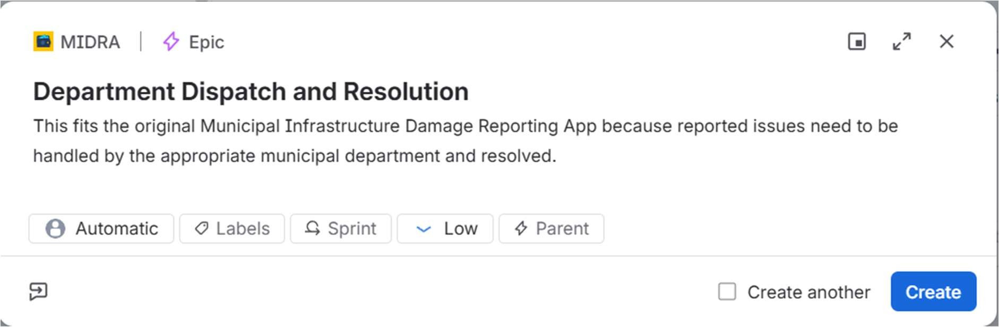 MIDRA
Epic
Department Dispatch and Resolution
This fits the original Municipal Infrastructure Damage Reporting App because reported issues need to be
handled by the appropriate municipal department and resolved.
Automatic
Labels
Sprint
Low
Parent
Create another
Create